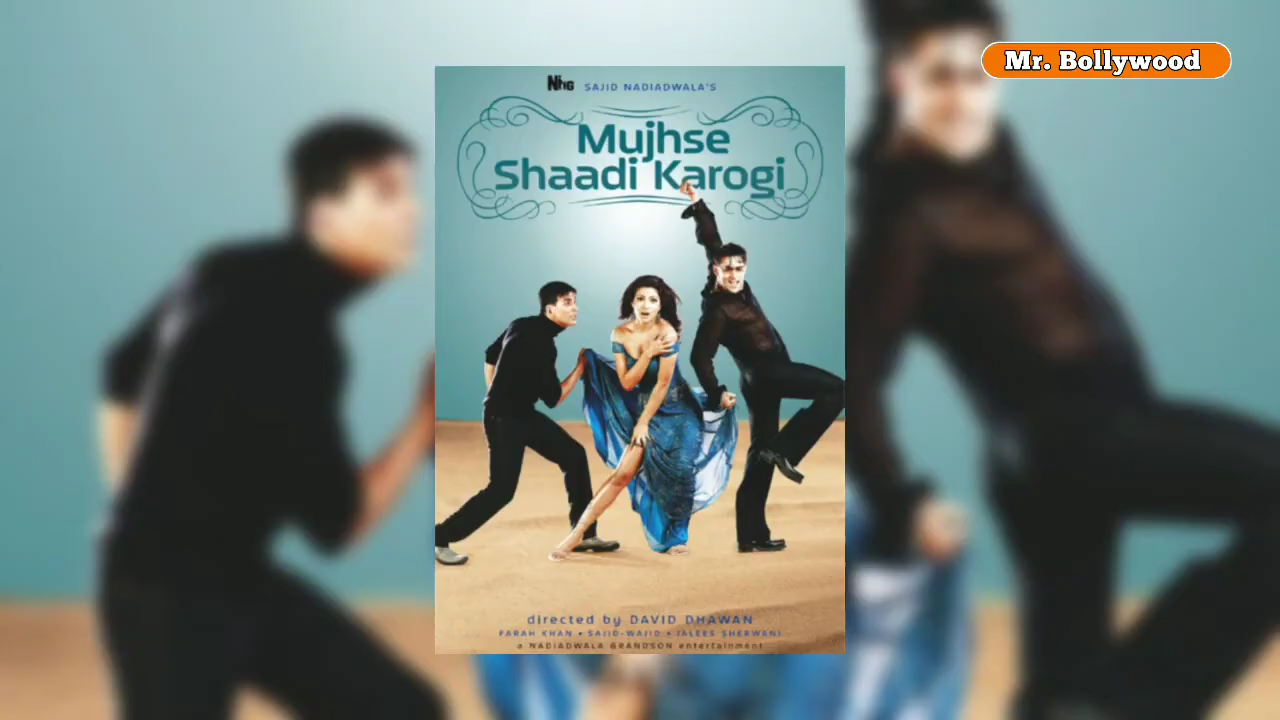 Mr. Bollywood
NG SAJID NADIADWALA'S
Mujhse
Shaadi Karogi
directed by DAVID DHAWAN
FARAH KHAN • SAJID-WAJID • JALEES SHERWANI
a NADIADWALA GRANDSON entertainment